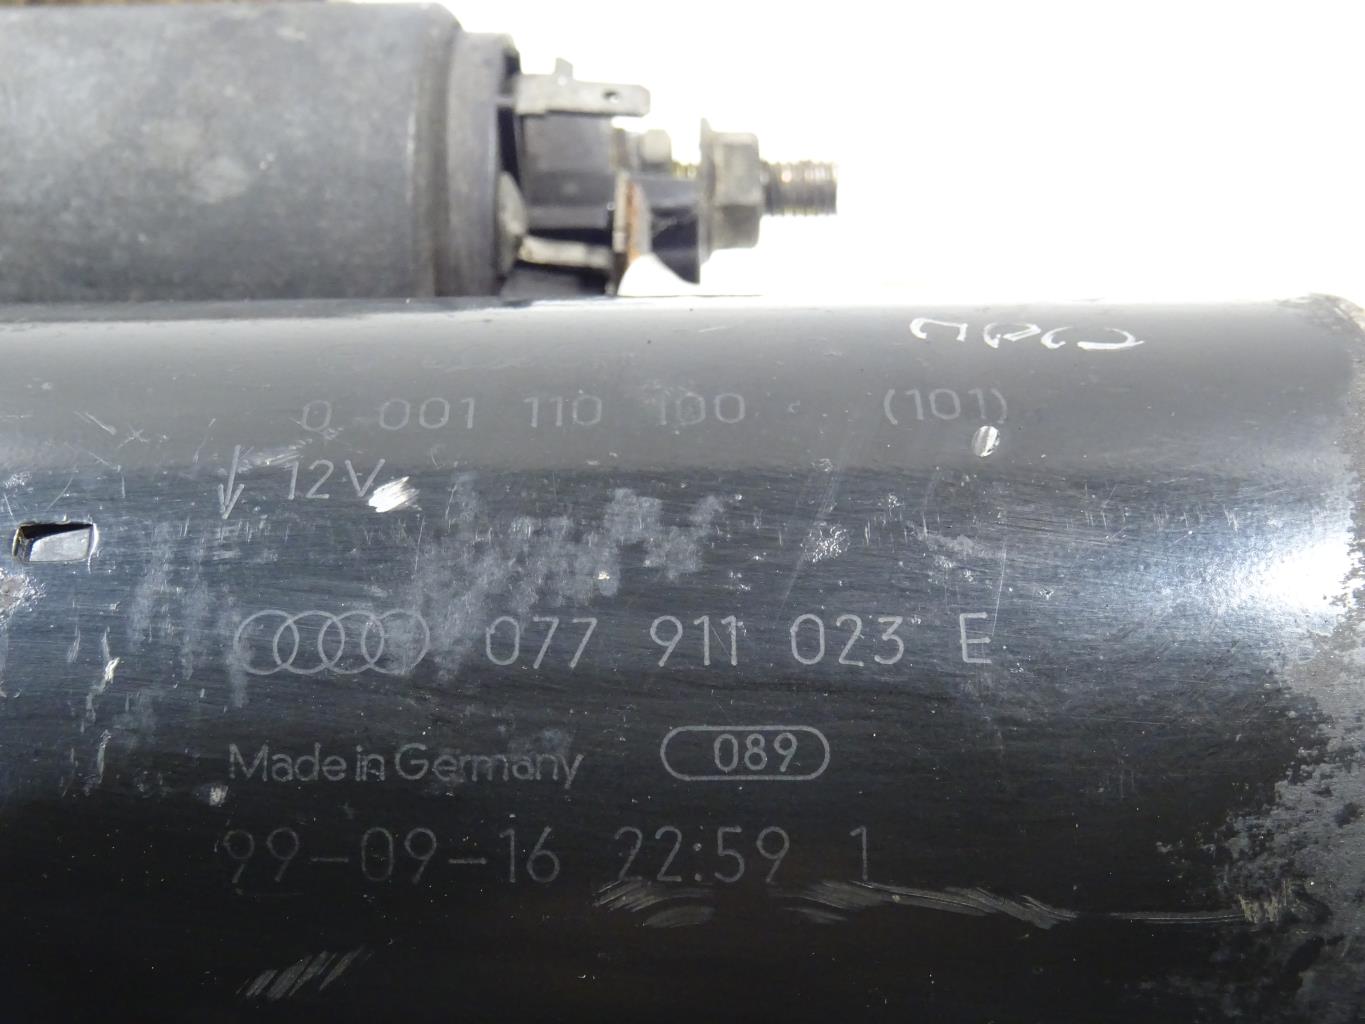 0 001 110 100 (101)
12V
077 911 023 E
Made in Germany 089
99-09-16 22:59 1